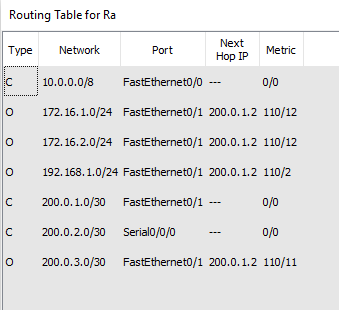 Routing Table for Ra
Type Network Port Next Hop IP Metric
C 10.0.0.0/8 FastEthernet0/0 --- 0/0
O 172.16.1.0/24 FastEthernet0/1 200.0.1.2 110/12
O 172.16.2.0/24 FastEthernet0/1 200.0.1.2 110/12
O 192.168.1.0/24 FastEthernet0/1 200.0.1.2 110/2
C 200.0.1.0/30 FastEthernet0/1 --- 0/0
C 200.0.2.0/30 Serial0/0/0 --- 0/0
O 200.0.3.0/30 FastEthernet0/1 200.0.1.2 110/11